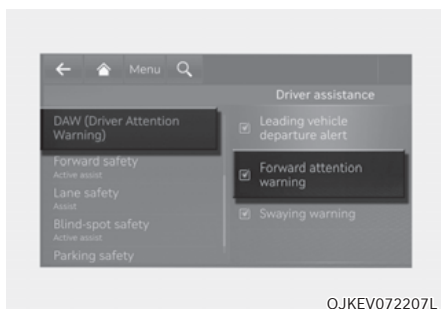 Menu
Driver assistance
DAW (Driver Attention
Warning)
Forward safety
Active assist
Lane safety
Assist
Blind-spot safety
Active assist
Parking safety
Leading vehicle
departure alert
Forward attention
warning
Swaying warning
OJKEV072207L